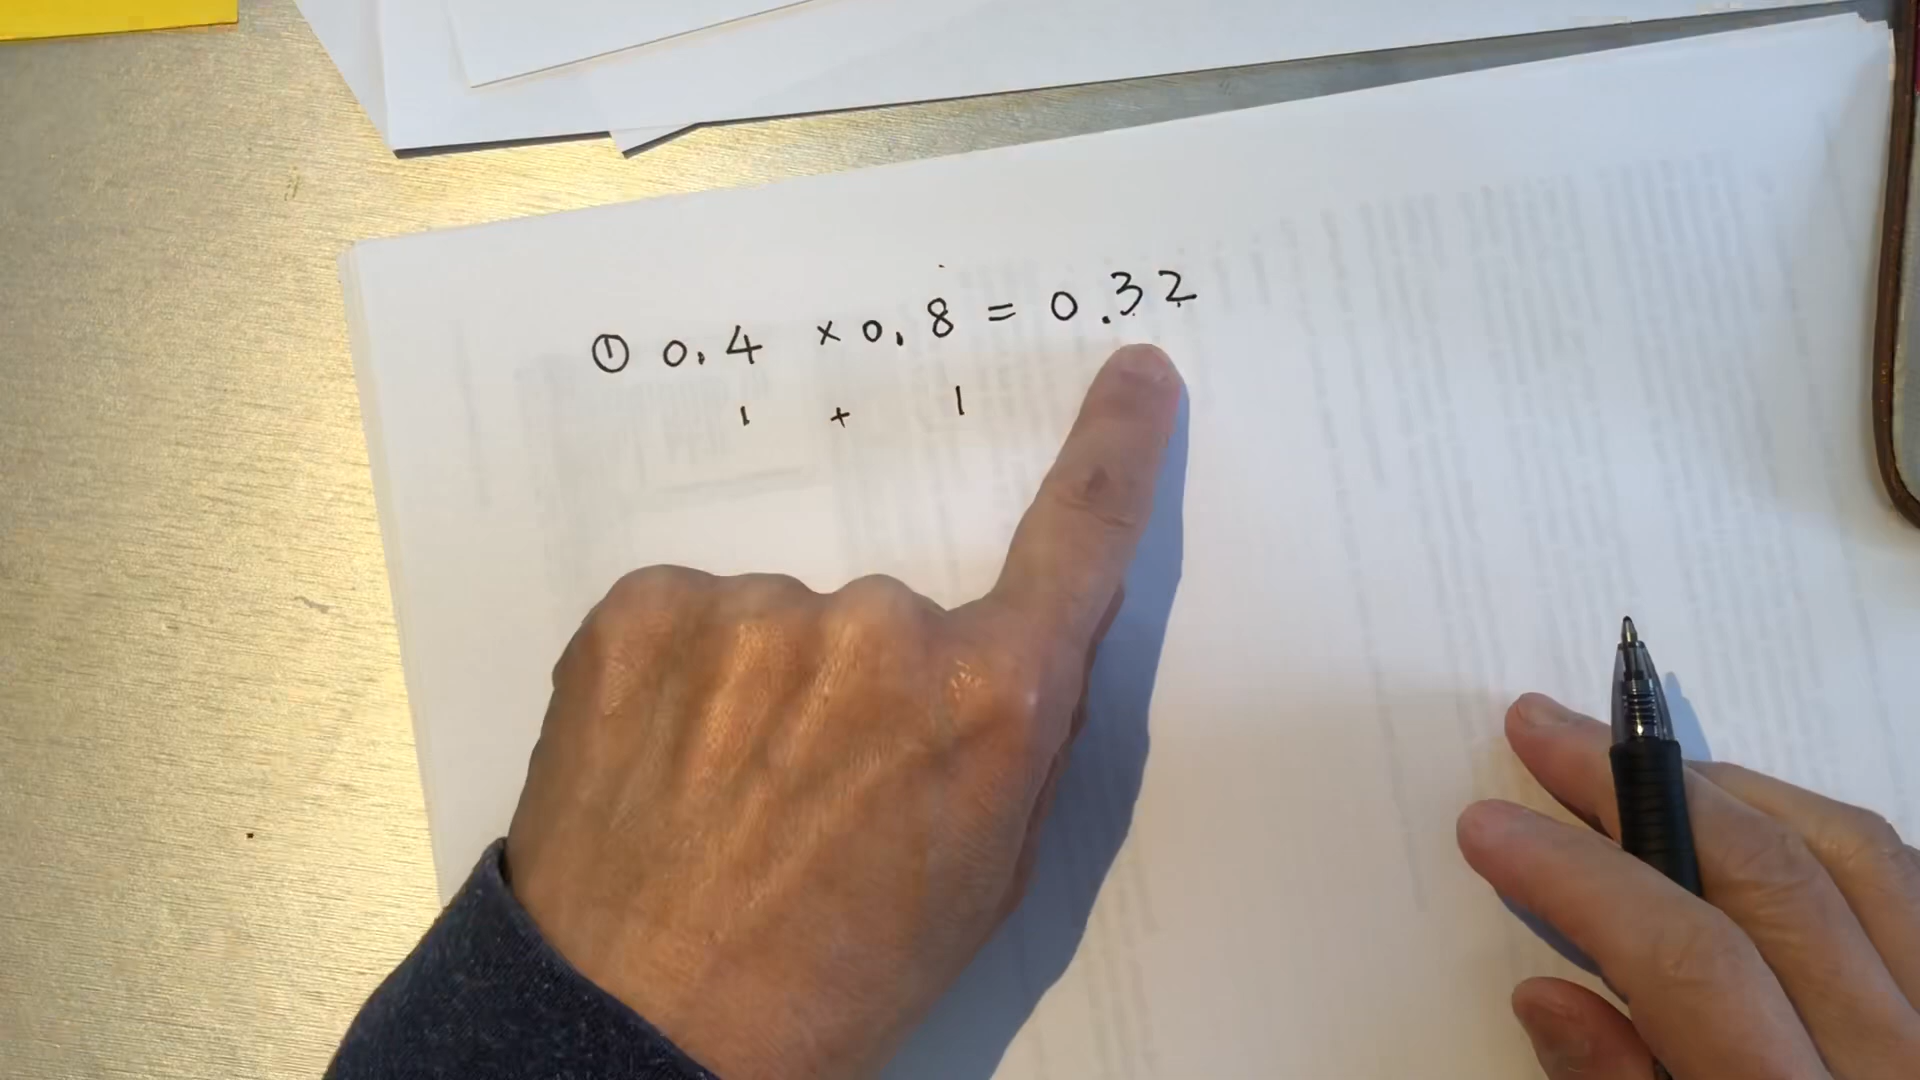 ① 0.4 × 0.8 = 0.32
1 + 1